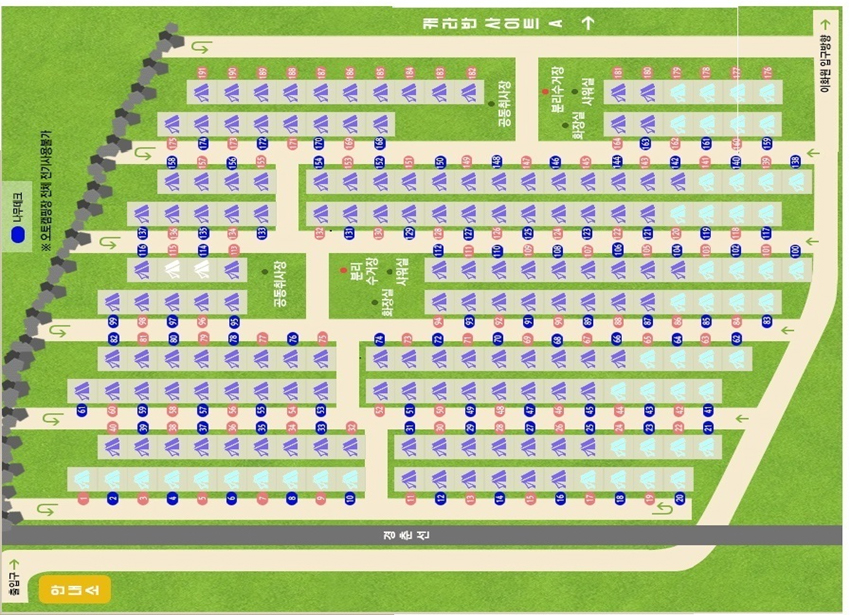 캐라반 사이트 A →
이화원 입구방향 →
나무데크
※ 오토캠핑장 전체 전기사용불가
191 190 189 188 187 186 185 184 183 182
181 180 179 178 177 176
공동취사장
분리수거장
샤워실
화장실
175 174 173 172 171 170 169 168
164 163 162 161 160 159
158 157 156 155
154 153 152 151 150 149 148 147 146 145 144 143 142 141 140 139 138
137 136 135 134 133
132 131 130 129 128 127 126 125 124 123 122 121 120 119 118 117
116 115 114 113
112 111 110 109 108 107 106 105 104 103 102 101 100
공동취사장
분리
수거장
샤워실
화장실
99 98 97 96 95
94 93 92 91 90 89 88 87 86 85 84 83
82 81 80 79 78 77 76 75
74 73 72 71 70 69 68 67 66 65 64 63 62
61 60 59 58 57 56 55 54 53
52 51 50 49 48 47 46 45 44 43 42 41
40 39 38 37 36 35 34 33 32
31 30 29 28 27 26 25 24 23 22 21
1 2 3 4 5 6 7 8 9 10
11 12 13 14 15 16 17 18 19 20
경춘선
출입구 →
안내소